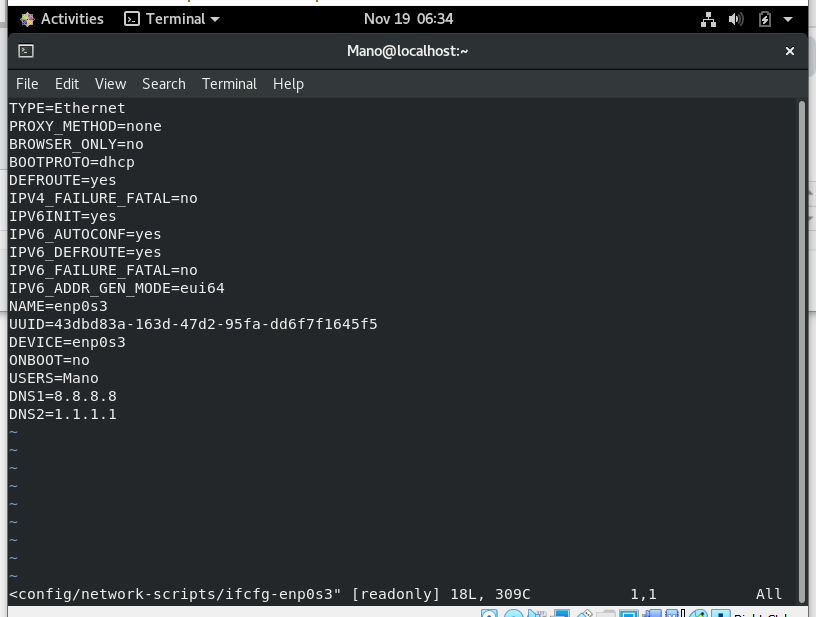 Activities
Terminal
Nov 19 06:34
Mano@localhost:~
File Edit View Search Terminal Help
TYPE=Ethernet
PROXY_METHOD=none
BROWSER_ONLY=no
BOOTPROTO=dhcp
DEFROUTE=yes
IPV4_FAILURE_FATAL=no
IPV6INIT=yes
IPV6_AUTOCONF=yes
IPV6_DEFROUTE=yes
IPV6_FAILURE_FATAL=no
IPV6_ADDR_GEN_MODE=eui64
NAME=enp0s3
UUID=43dbd83a-163d-47d2-95fa-dd6f7f1645f5
DEVICE=enp0s3
ONBOOT=no
USERS=Mano
DNS1=8.8.8.8
DNS2=1.1.1.1
~
~
~
~
~
~
~
~
~
<config/network-scripts/ifcfg-enp0s3" [readonly] 18L, 309C 1,1 All